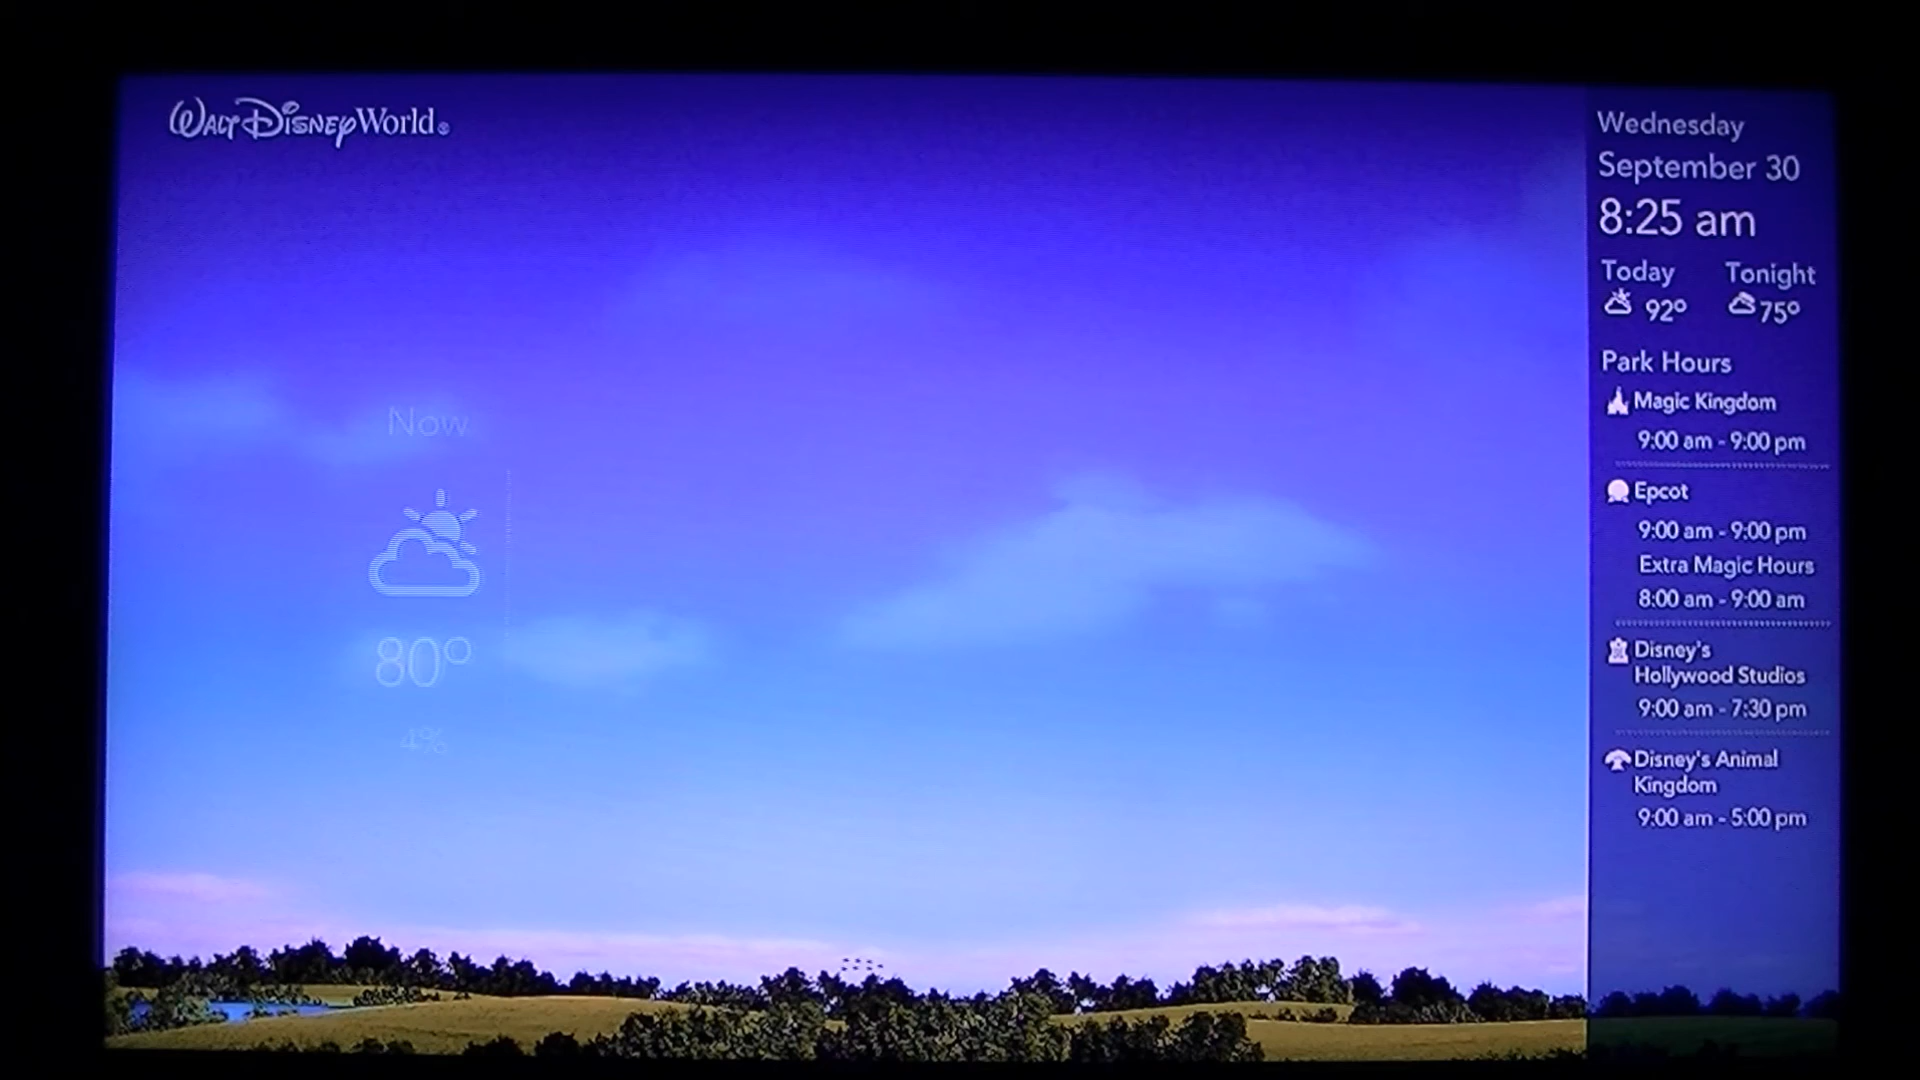 Walt Disney World®
Now
80°
4%
Wednesday
September 30
8:25 am
Today Tonight
92° 75°
Park Hours
Magic Kingdom
9:00 am - 9:00 pm
Epcot
9:00 am - 9:00 pm
Extra Magic Hours
8:00 am - 9:00 am
Disney's
Hollywood Studios
9:00 am - 7:30 pm
Disney's Animal
Kingdom
9:00 am - 5:00 pm